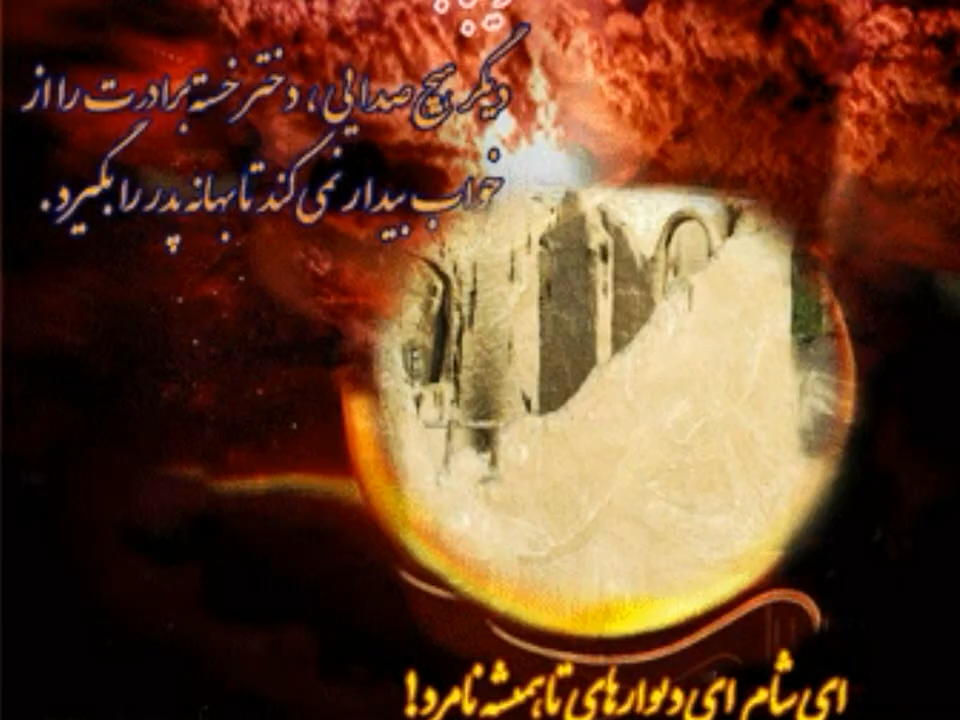 دیگر هیچ صدایی، دختر خسته برادرت را از
خواب بیدار نمی کند تا بهانه پدر را بگیرد.
ای شام ای دیوارهای تا همیشه نامرد!